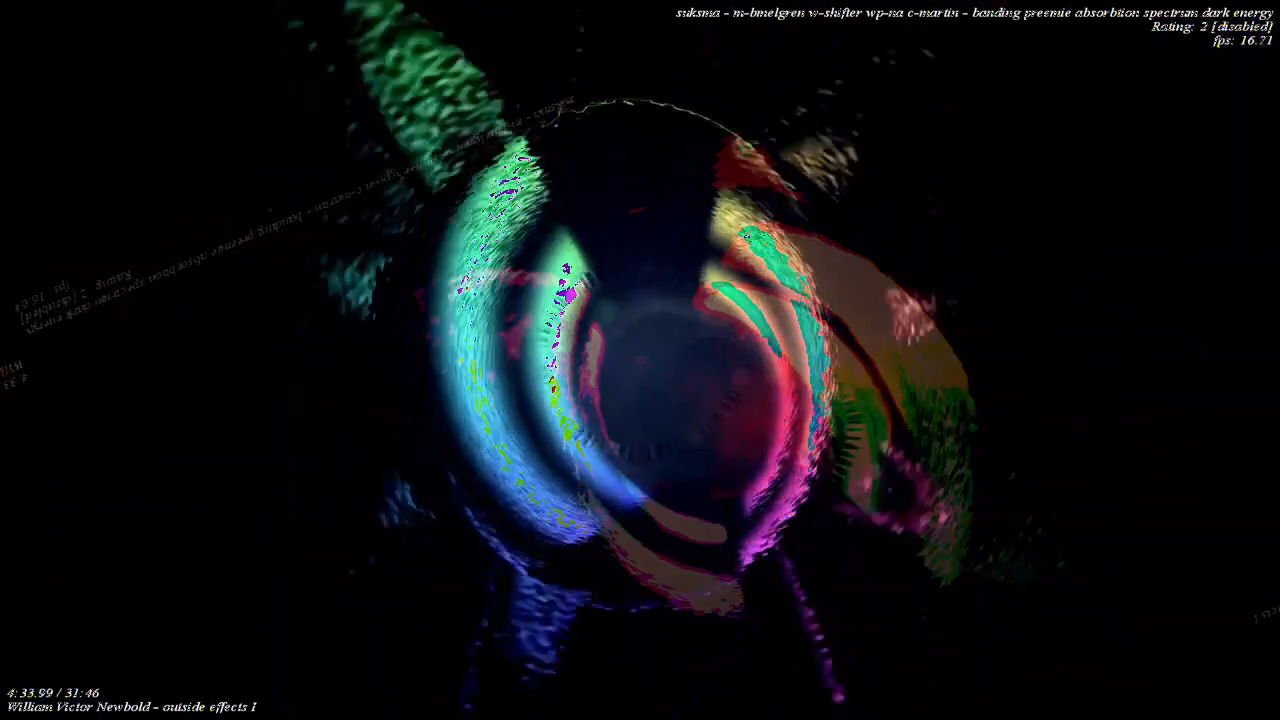 suksma - m-bmelgren w-shifter wp-na c-martin - banding preemie absorbtion spectrum dark energy
Rating: 2 [disabled]
fps: 16.71
4:33.99 / 31:46
William Victor Newbold - outside effects I